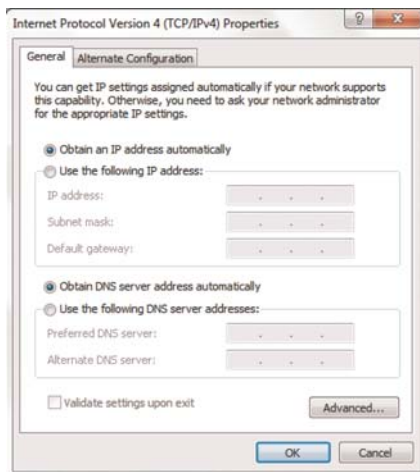 Internet Protocol Version 4 (TCP/IPv4) Properties
General
Alternate Configuration
You can get IP settings assigned automatically if your network supports
this capability. Otherwise, you need to ask your network administrator
for the appropriate IP settings.
Obtain an IP address automatically
Use the following IP address:
IP address:
Subnet mask:
Default gateway:
Obtain DNS server address automatically
Use the following DNS server addresses:
Preferred DNS server:
Alternate DNS server:
Validate settings upon exit
Advanced...
OK
Cancel